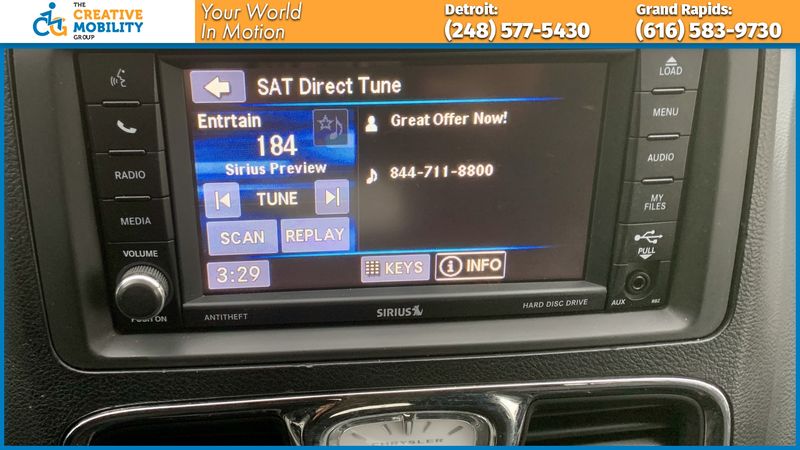 THE
CREATIVE
MOBILITY
GROUP
Your World
In Motion
Detroit:
(248) 577-5430
Grand Rapids:
(616) 583-9730
SAT Direct Tune
Entrtain
184
Sirius Preview
TUNE
SCAN
REPLAY
3:29
Great Offer Now!
844-711-8800
KEYS
INFO
RADIO
MEDIA
VOLUME
PUSH ON
LOAD
MENU
AUDIO
MY
FILES
PULL
AUX
RBZ
ANTITHEFT
SIRIUS
HARD DISC DRIVE
CHRYSLER